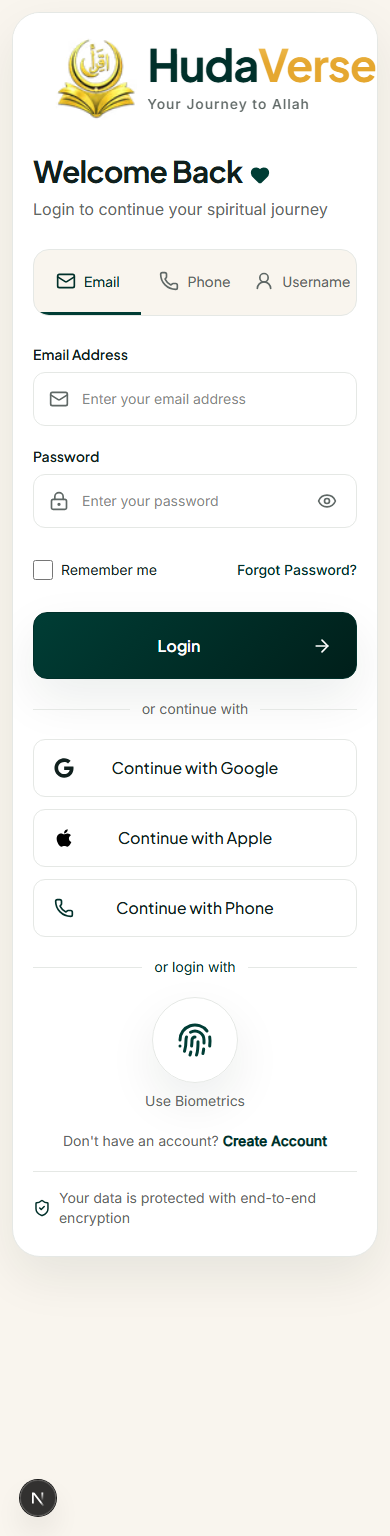 HudaVerse
Your Journey to Allah
Welcome Back
Login to continue your spiritual journey
Email
Phone
Username
Email Address
Enter your email address
Password
Enter your password
Remember me
Forgot Password?
Login
or continue with
Continue with Google
Continue with Apple
Continue with Phone
or login with
Use Biometrics
Don't have an account? Create Account
Your data is protected with end-to-end
encryption
N